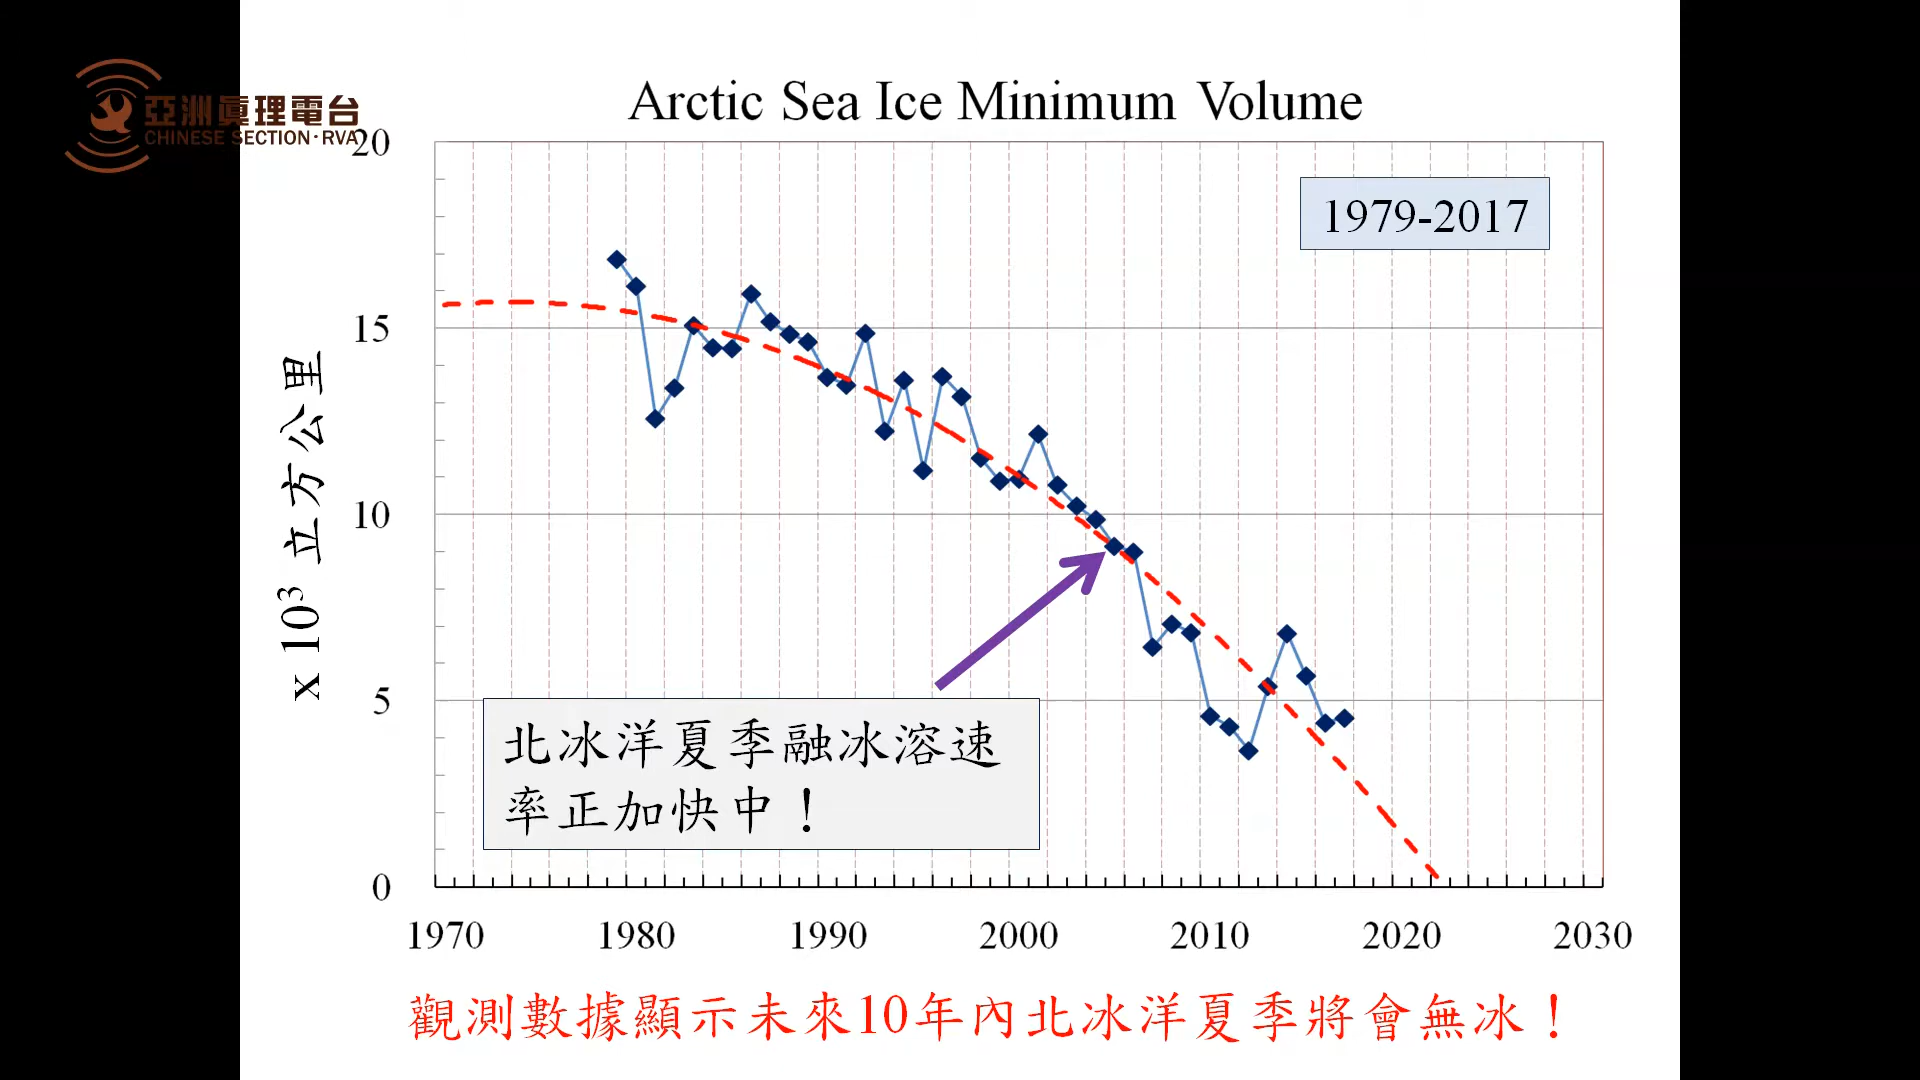 亞洲眞理電台
CHINESE SECTION·RVA
Arctic Sea Ice Minimum Volume
1979-2017
20
15
10
5
0
x 10³ 立方公里
北冰洋夏季融冰溶速
率正加快中！
1970 1980 1990 2000 2010 2020 2030
觀測數據顯示未來10年內北冰洋夏季將會無冰！